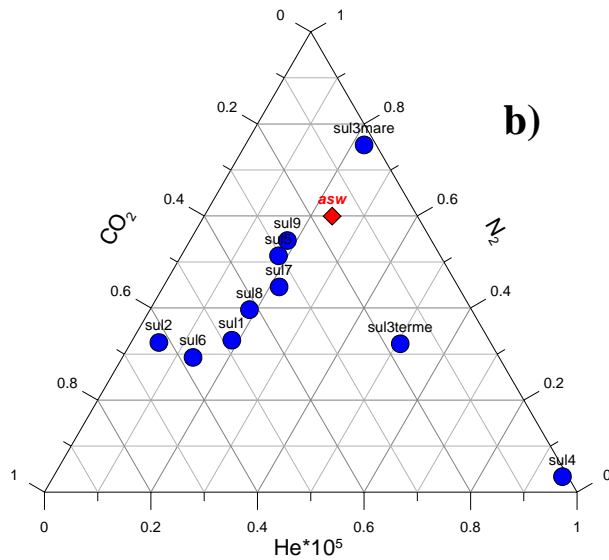 0 1
0.2 0.8
sul3mare
b)
asw
0.4 0.6
CO₂
N₂
sul9
sul5
sul7
0.6 0.4
sul8
sul2
sul1
sul3terme
sul6
0.8 0.2
sul4
1 0
0 0.2 0.4 0.6 0.8 1
He*10⁵